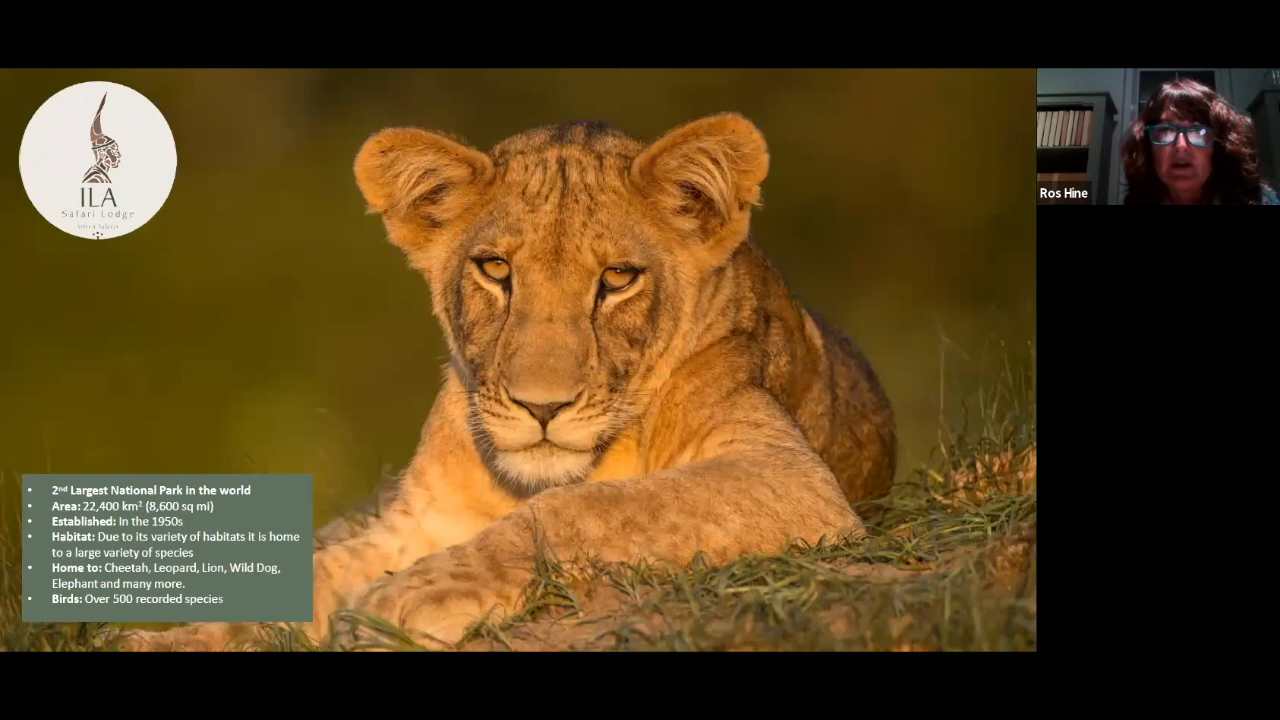 ILA
Safari Lodge
Ros Hine
• 2nd Largest National Park in the world
• Area: 22,400 km² (8,600 sq mi)
• Established: In the 1950s
• Habitat: Due to its variety of habitats it is home
to a large variety of species
• Home to: Cheetah, Leopard, Lion, Wild Dog,
Elephant and many more.
• Birds: Over 500 recorded species